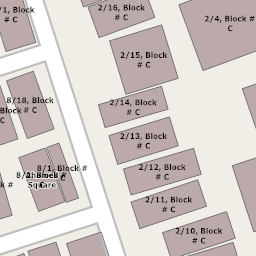 /1, Block
# C
2/16, Block
# C
2/4, Block #
C
2/15, Block
# C
8/18, Block
# C
2/14, Block
# C
2/13, Block
# C
8/1, Block #
C
Square
2/12, Block
# C
2/11, Block
# C
2/10, Block
# C